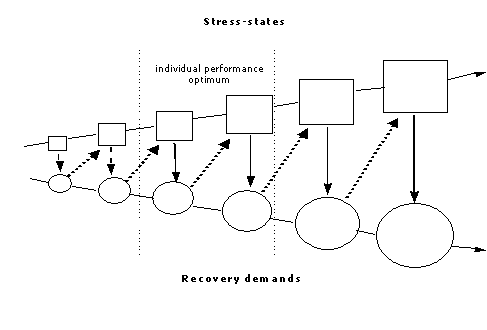 Stress-states
individual performance
optimum
Recovery demands